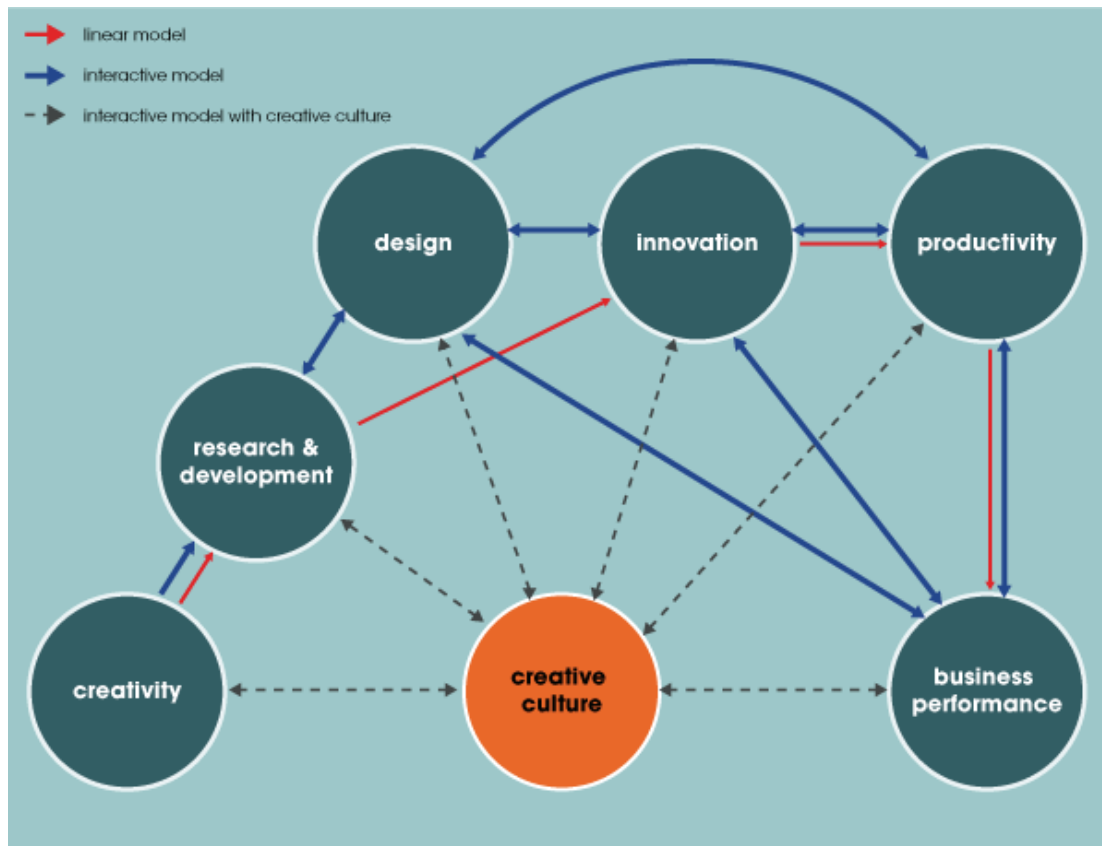 linear model
interactive model
interactive model with creative culture
design
innovation
productivity
research &
development
creativity
creative
culture
business
performance